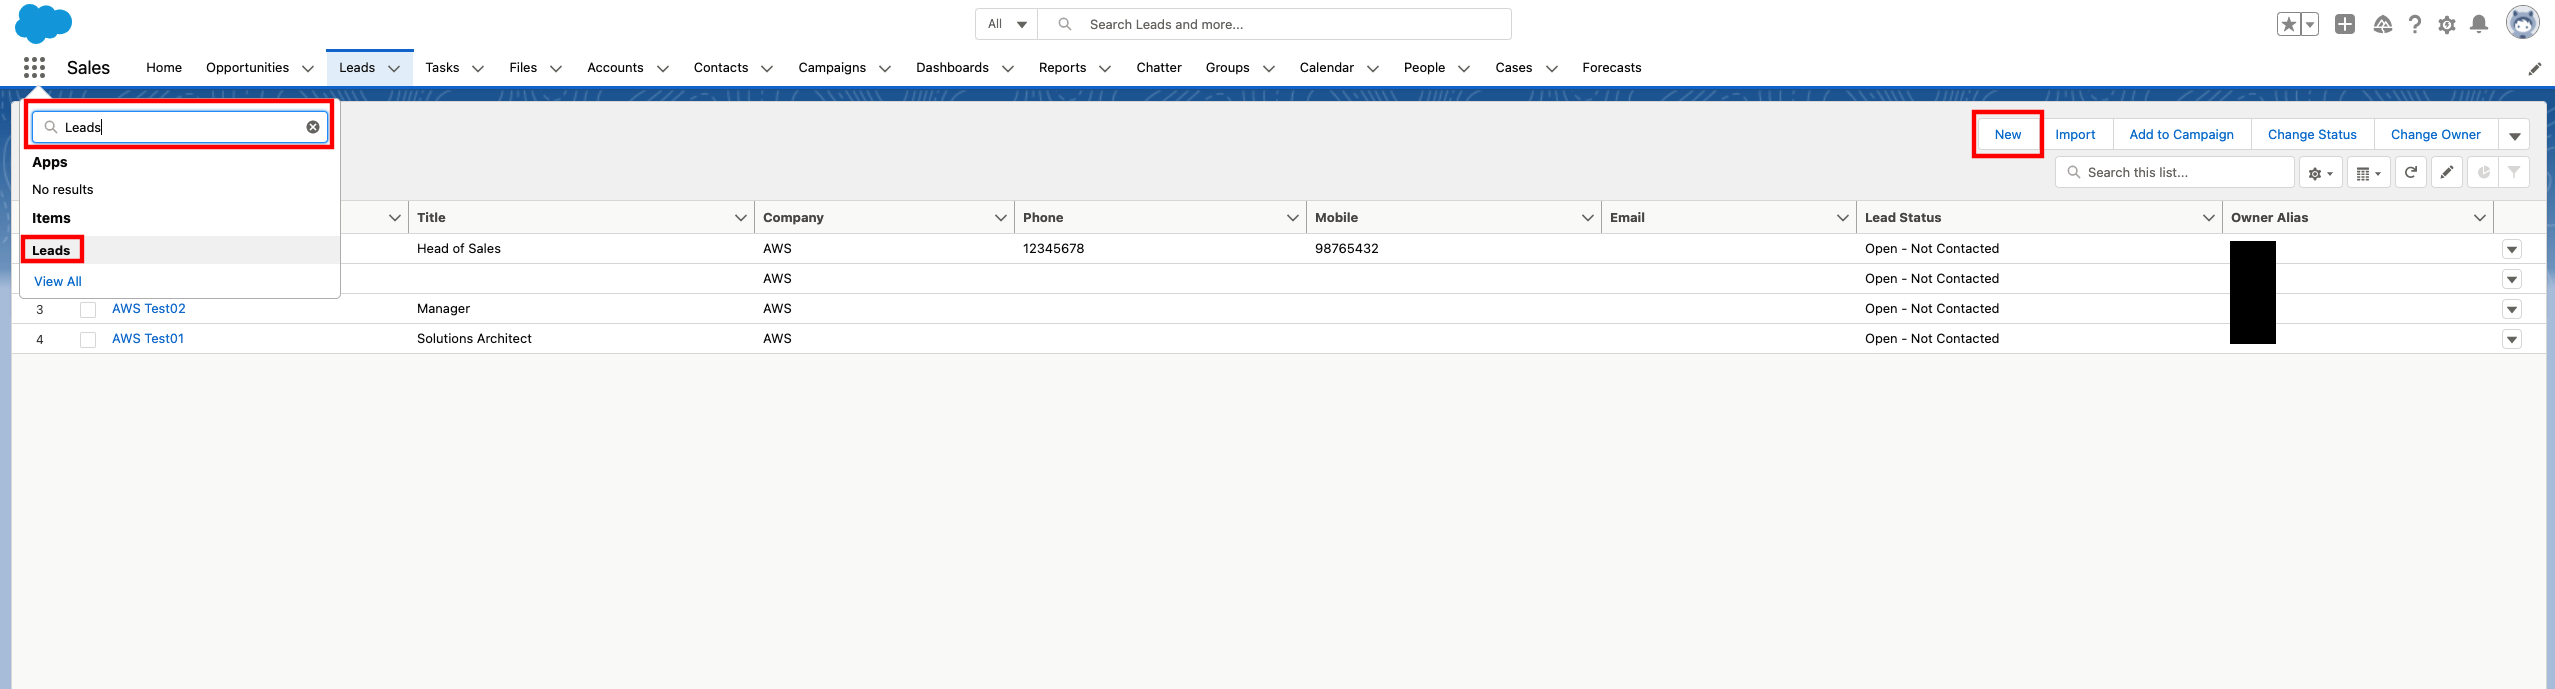 All Search Leads and more...
Sales Home Opportunities Leads Tasks Files Accounts Contacts Campaigns Dashboards Reports Chatter Groups Calendar People Cases Forecasts
Leads
Apps
No results
Items
Leads
View All
New Import Add to Campaign Change Status Change Owner
Search this list...
Title Company Phone Mobile Email Lead Status Owner Alias
Head of Sales AWS 12345678 98765432 Open - Not Contacted
AWS Open - Not Contacted
3 AWS Test02 Manager AWS Open - Not Contacted
4 AWS Test01 Solutions Architect AWS Open - Not Contacted